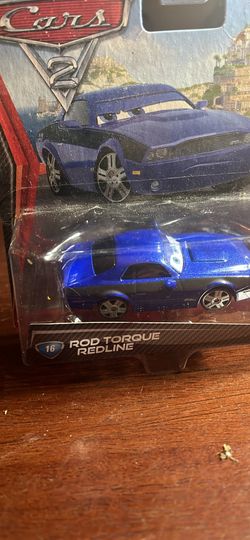 Cars
2
16
ROD TORQUE
REDLINE